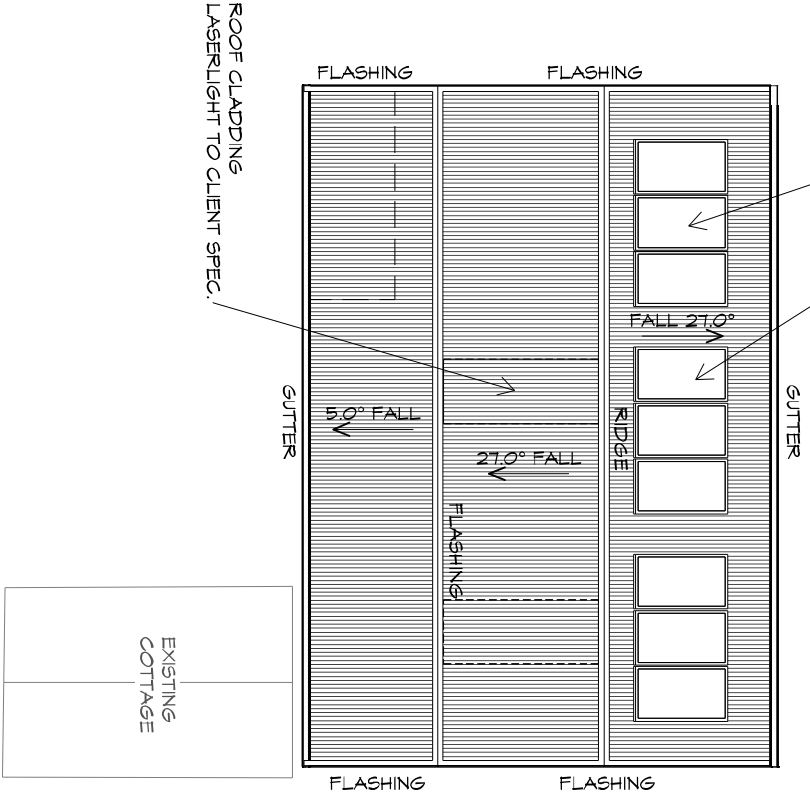 ROOF CLADDING
LASERLIGHT TO CLIENT SPEC.
FLASHING
FLASHING
FALL 27.0°
GUTTER
5.0° FALL
RIDGE
GUTTER
27.0° FALL
FLASHING
EXISTING
COTTAGE
FLASHING
FLASHING